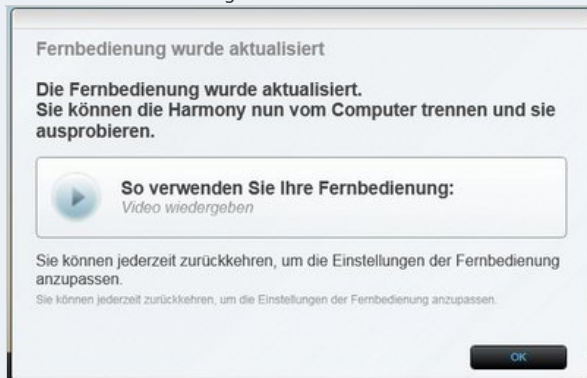 Fernbedienung wurde aktualisiert
Die Fernbedienung wurde aktualisiert.
Sie können die Harmony nun vom Computer trennen und sie
ausprobieren.
So verwenden Sie Ihre Fernbedienung:
Video wiedergeben
Sie können jederzeit zurückkehren, um die Einstellungen der Fernbedienung
anzupassen.
Sie können jederzeit zurückkehren, um die Einstellungen der Fernbedienung anzupassen.
OK